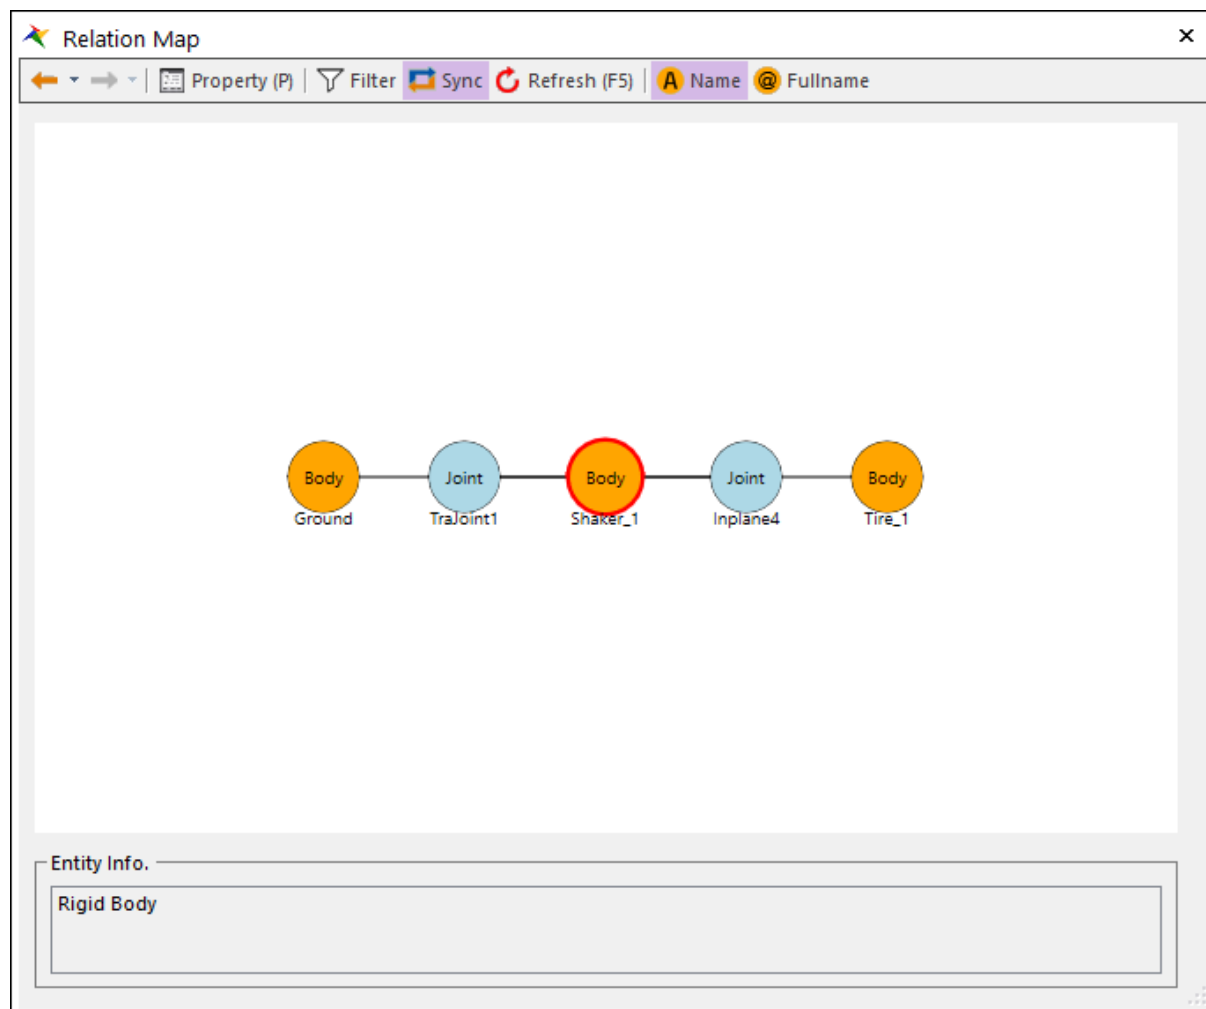 Relation Map
Property (P) Filter Sync Refresh (F5) A Name @ Fullname
Body Joint Body Joint Body
Ground TraJoint1 Shaker_1 Inplane4 Tire_1
Entity Info.
Rigid Body